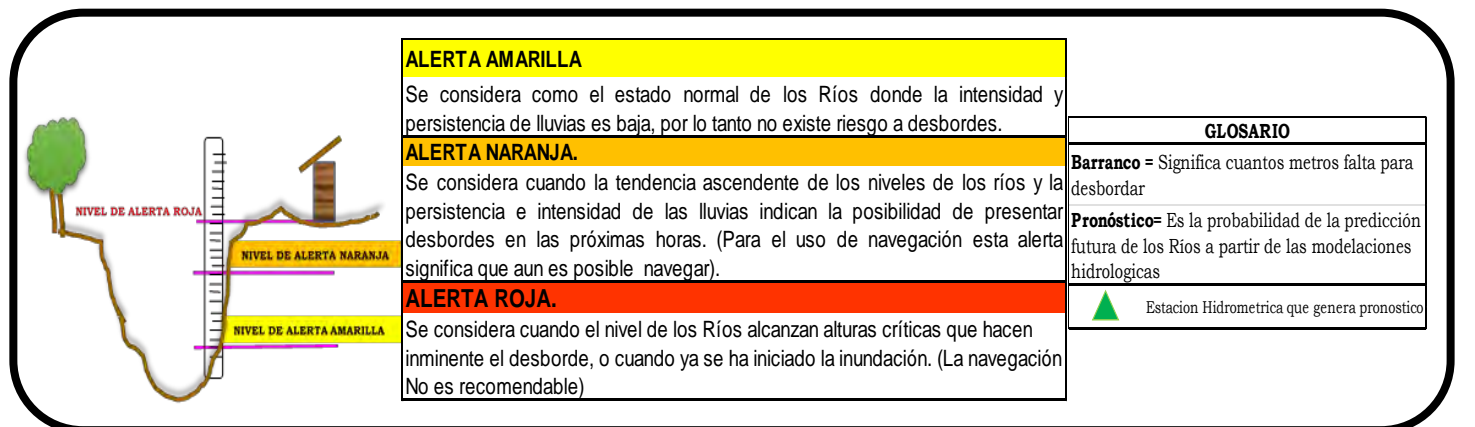 NIVEL DE ALERTA ROJA
NIVEL DE ALERTA NARANJA
NIVEL DE ALERTA AMARILLA
ALERTA AMARILLA
Se considera como el estado normal de los Ríos donde la intensidad y
persistencia de lluvias es baja, por lo tanto no existe riesgo a desbordes.
ALERTA NARANJA.
Se considera cuando la tendencia ascendente de los niveles de los ríos y la
persistencia e intensidad de las lluvias indican la posibilidad de presentar
desbordes en las próximas horas. (Para el uso de navegación esta alerta
significa que aun es posible navegar).
ALERTA ROJA.
Se considera cuando el nivel de los Ríos alcanzan alturas críticas que hacen
inminente el desborde, o cuando ya se ha iniciado la inundación. (La navegación
No es recomendable)
GLOSARIO
Barranco = Significa cuantos metros falta para
desbordar
Pronóstico= Es la probabilidad de la predicción
futura de los Ríos a partir de las modelaciones
hidrologicas
Estacion Hidrometrica que genera pronostico